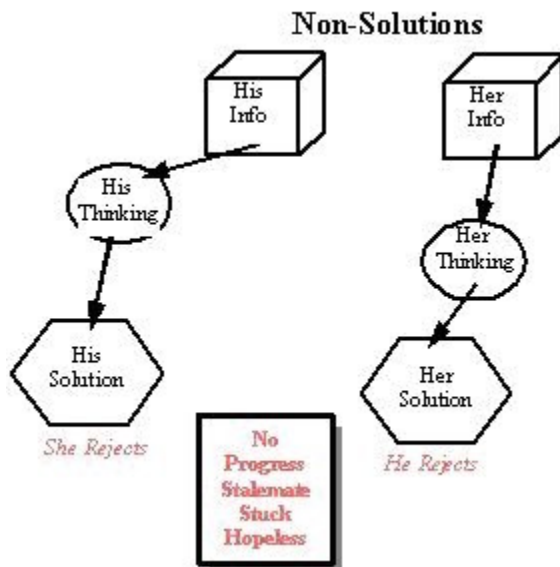 Non-Solutions
His
Info
Her
Info
His
Thinking
Her
Thinking
His
Solution
Her
Solution
She Rejects
He Rejects
No
Progress
Stalemate
Stuck
Hopeless